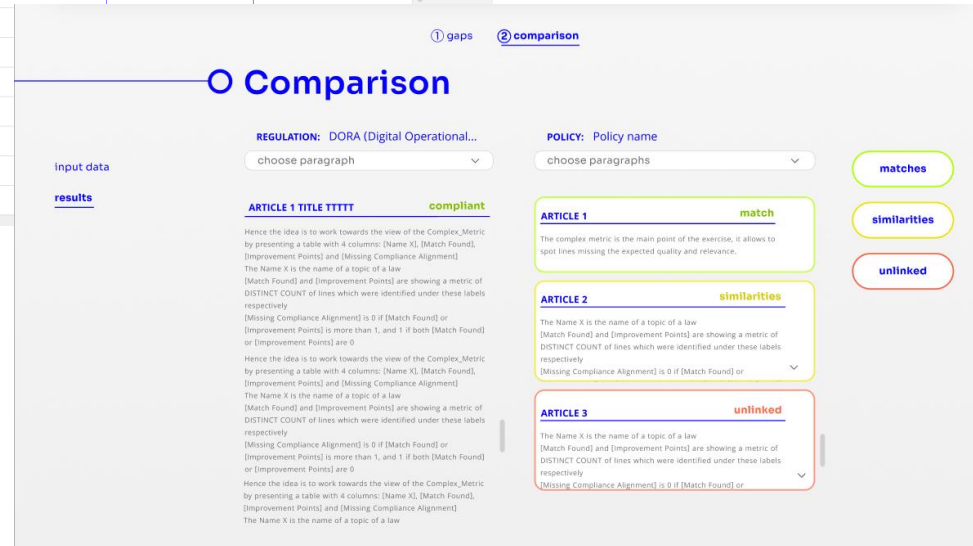 1 gaps
2 comparison
Comparison
REGULATION: DORA (Digital Operational...
choose paragraph
POLICY: Policy name
choose paragraphs
input data
results
ARTICLE 1 TITLE TTTTT compliant
Hence the idea is to work towards the view of the Complex_Metric
by presenting a table with 4 columns: [Name X], [Match Found],
[Improvement Points] and [Missing Compliance Alignment]
The Name X is the name of a topic of a law
[Match Found] and [Improvement Points] are showing a metric of
DISTINCT COUNT of lines which were identified under these labels
respectively
[Missing Compliance Alignment] is 0 if [Match Found] or
[Improvement Points] is more than 1, and 1 if both [Match Found]
or [Improvement Points] are 0
Hence the idea is to work towards the view of the Complex_Metric
by presenting a table with 4 columns: [Name X], [Match Found],
[Improvement Points] and [Missing Compliance Alignment]
The Name X is the name of a topic of a law
[Match Found] and [Improvement Points] are showing a metric of
DISTINCT COUNT of lines which were identified under these labels
respectively
[Missing Compliance Alignment] is 0 if [Match Found] or
[Improvement Points] is more than 1, and 1 if both [Match Found]
or [Improvement Points] are 0
Hence the idea is to work towards the view of the Complex_Metric
by presenting a table with 4 columns: [Name X], [Match Found],
[Improvement Points] and [Missing Compliance Alignment]
The Name X is the name of a topic of a law
ARTICLE 1 match
The complex metric is the main point of the exercise, it allows to
spot lines missing the expected quality and relevance.
ARTICLE 2 similarities
The Name X is the name of a topic of a law
[Match Found] and [Improvement Points] are showing a metric of
DISTINCT COUNT of lines which were identified under these labels
respectively
[Missing Compliance Alignment] is 0 if [Match Found] or
ARTICLE 3 unlinked
The Name X is the name of a topic of a law
[Match Found] and [Improvement Points] are showing a metric of
DISTINCT COUNT of lines which were identified under these labels
respectively
[Missing Compliance Alignment] is 0 if [Match Found] or
matches
similarities
unlinked